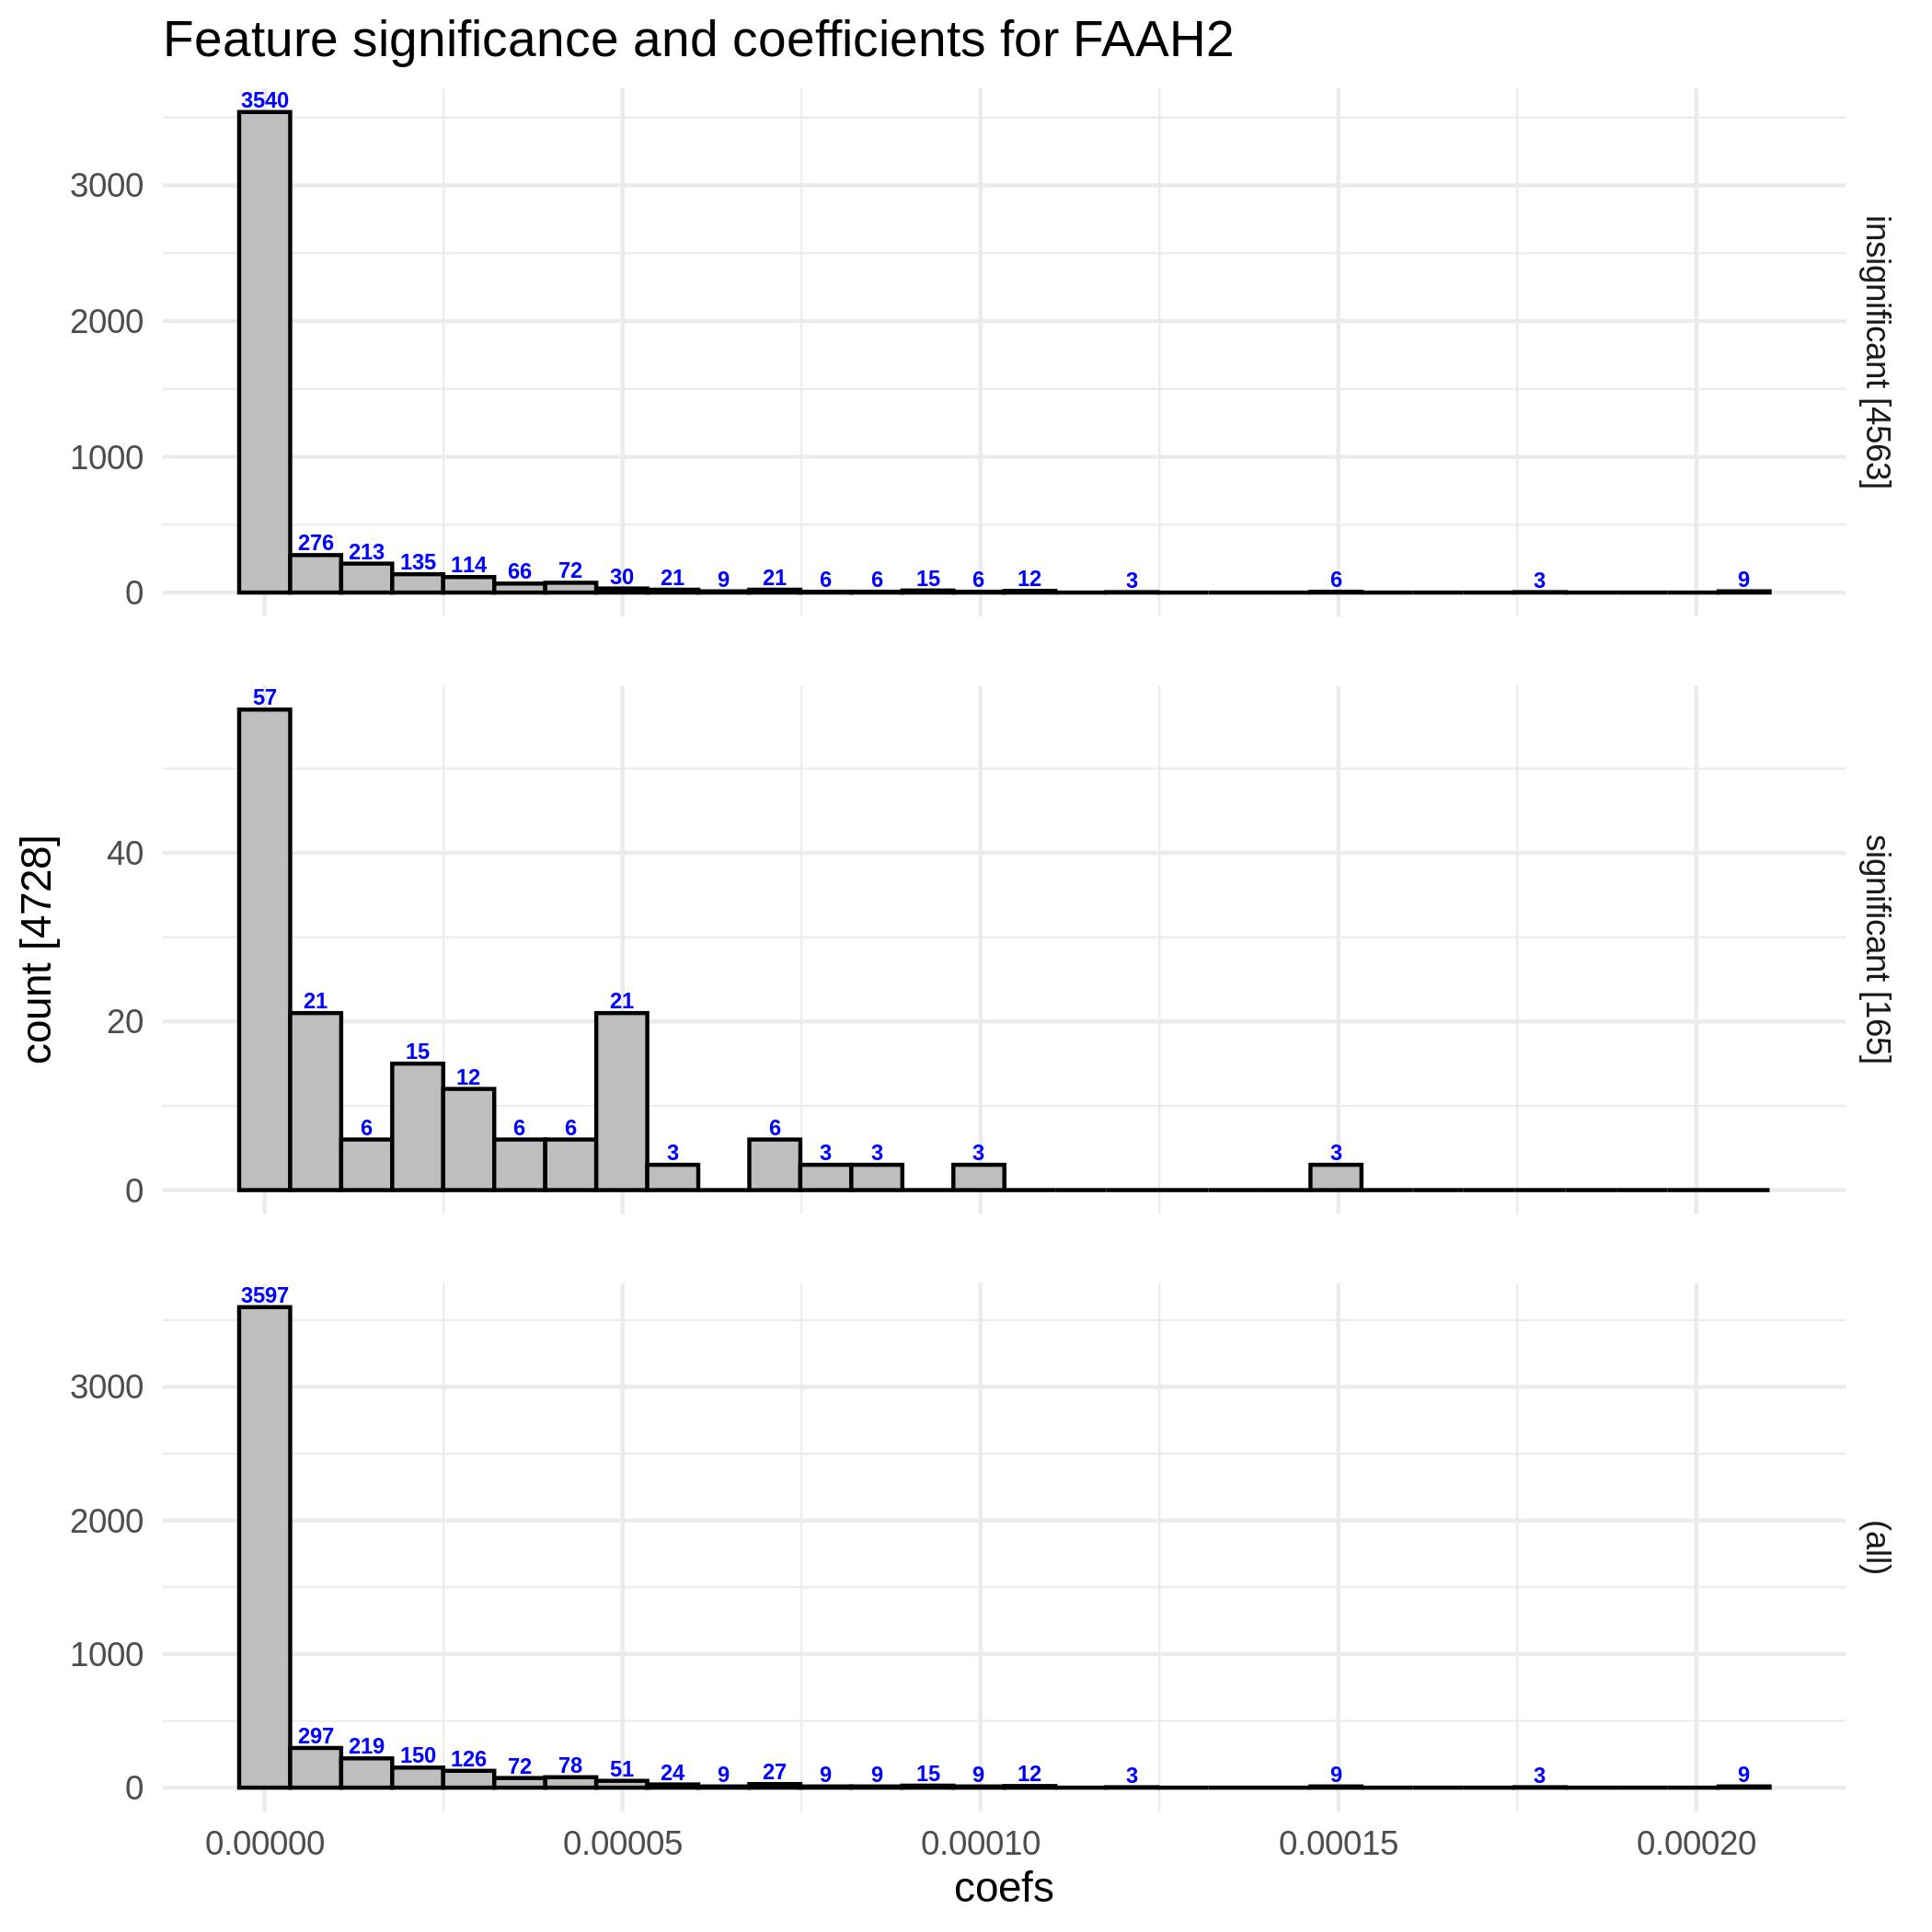 Feature significance and coefficients for FAAH2
3540
276 213 135 114 66 72 30 21 9 21 6 6 15 6 12 3 6 3 9
3000
2000
1000
0
insignificant [4563]
57
21 6 15 12 6 6 21 3 6 3 3 3 3
40
20
0
significant [165]
count [4728]
3597
297 219 150 126 72 78 51 24 9 27 9 9 15 9 12 3 9 3 9
3000
2000
1000
0
(all)
0.00000 0.00005 0.00010 0.00015 0.00020
coefs